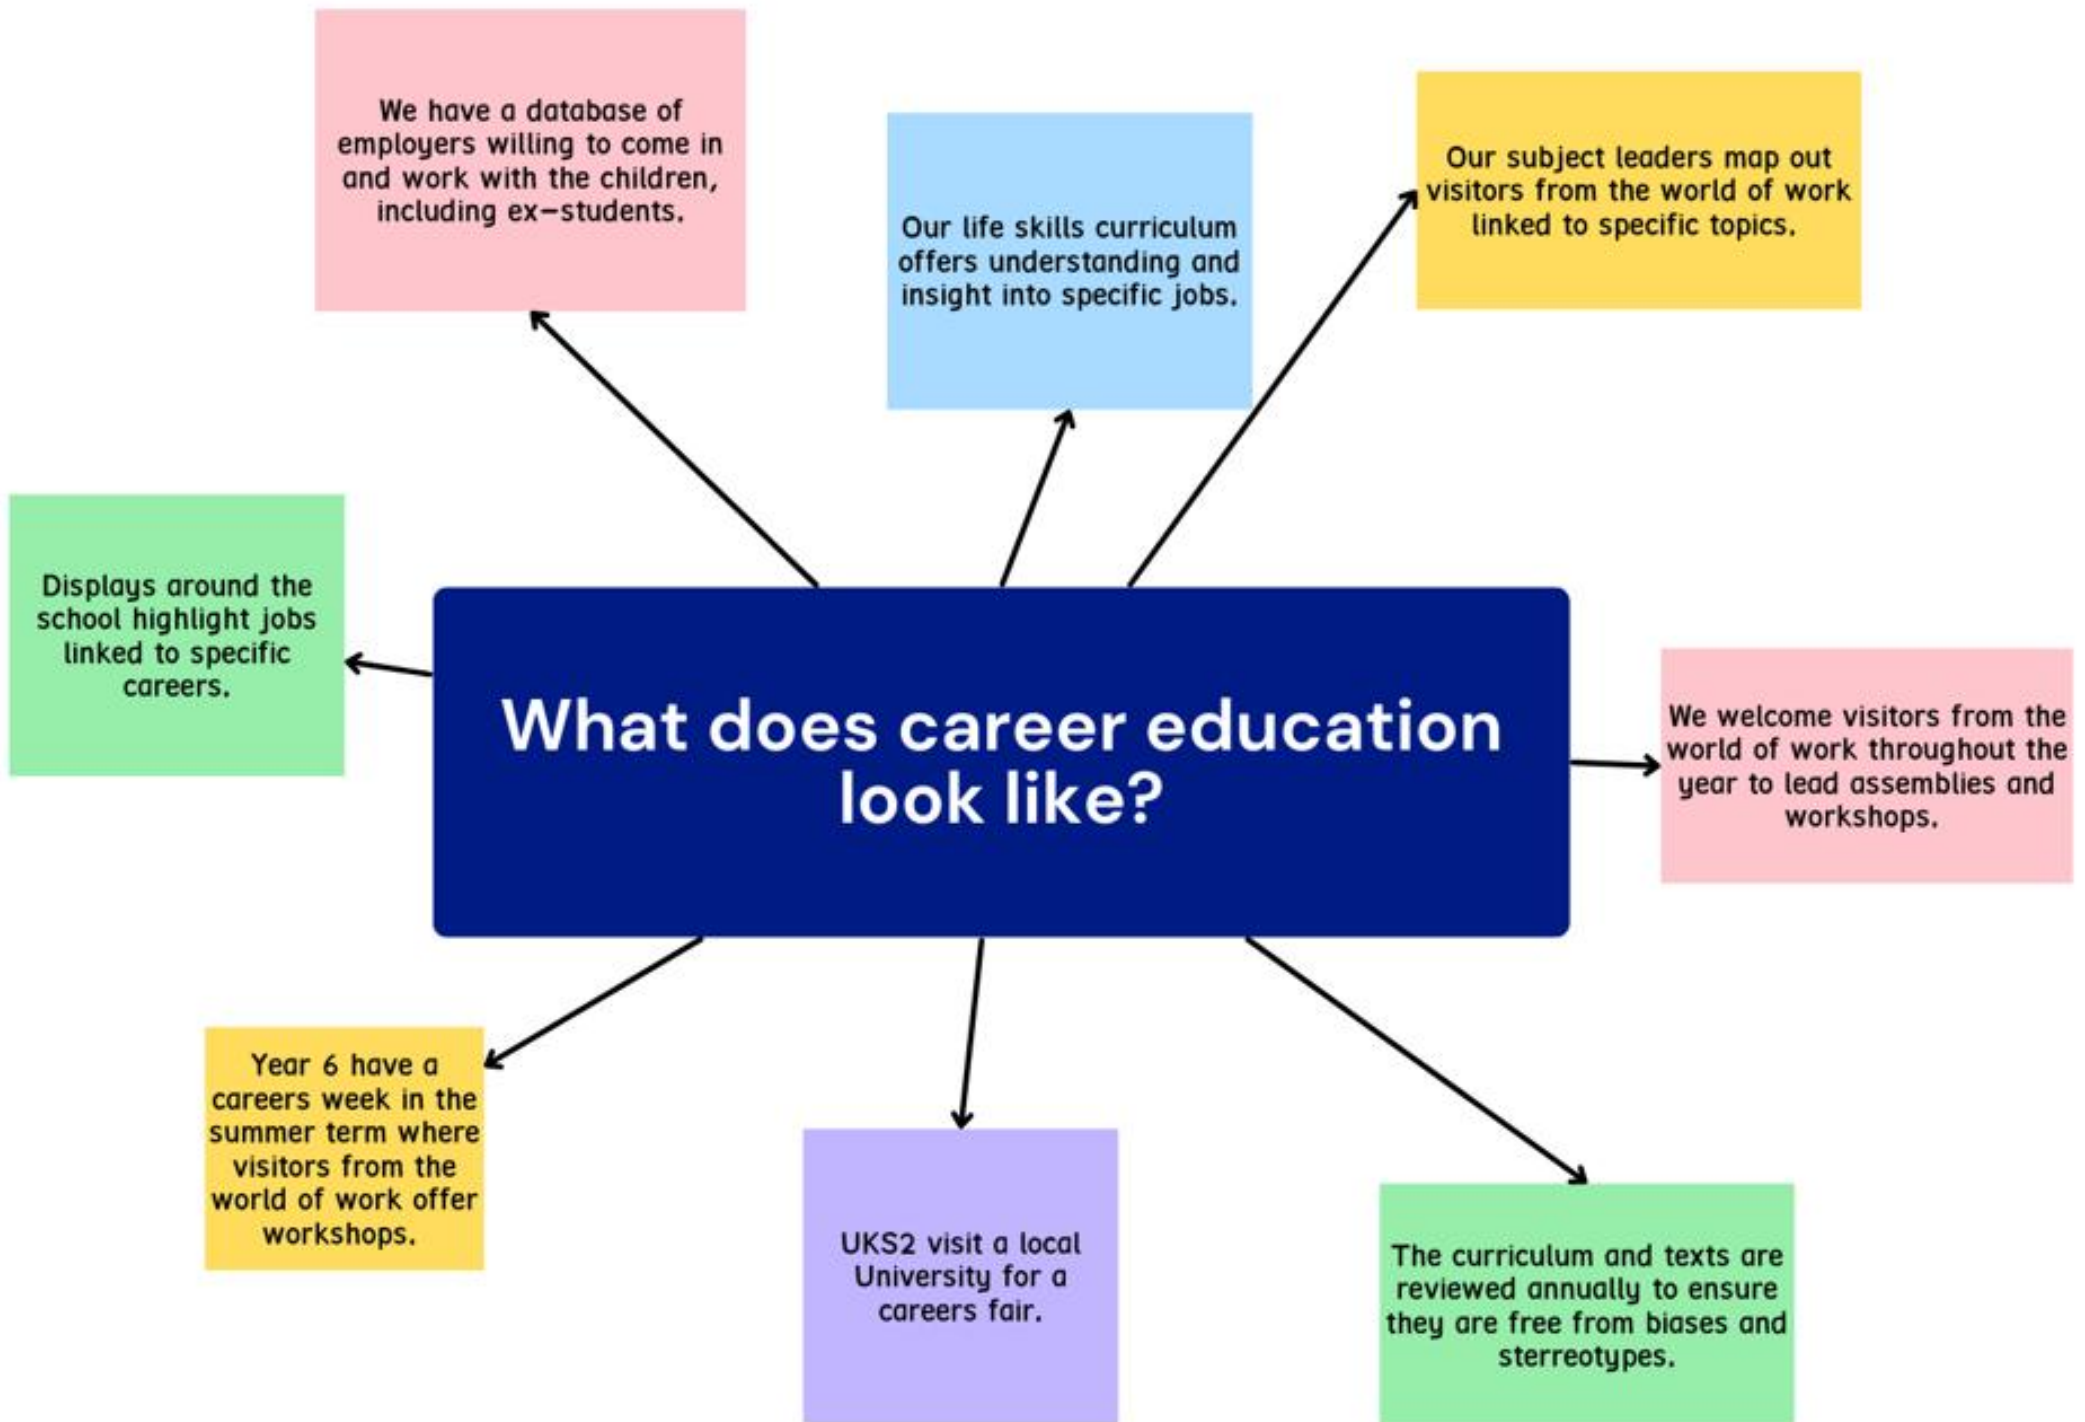 We have a database of
employers willing to come in
and work with the children,
including ex-students.
Our life skills curriculum
offers understanding and
insight into specific jobs.
Our subject leaders map out
visitors from the world of work
linked to specific topics.
Displays around the
school highlight jobs
linked to specific
careers.
What does career education
look like?
We welcome visitors from the
world of work throughout the
year to lead assemblies and
workshops.
Year 6 have a
careers week in the
summer term where
visitors from the
world of work offer
workshops.
UKS2 visit a local
University for a
careers fair.
The curriculum and texts are
reviewed annually to ensure
they are free from biases and
sterreotypes.